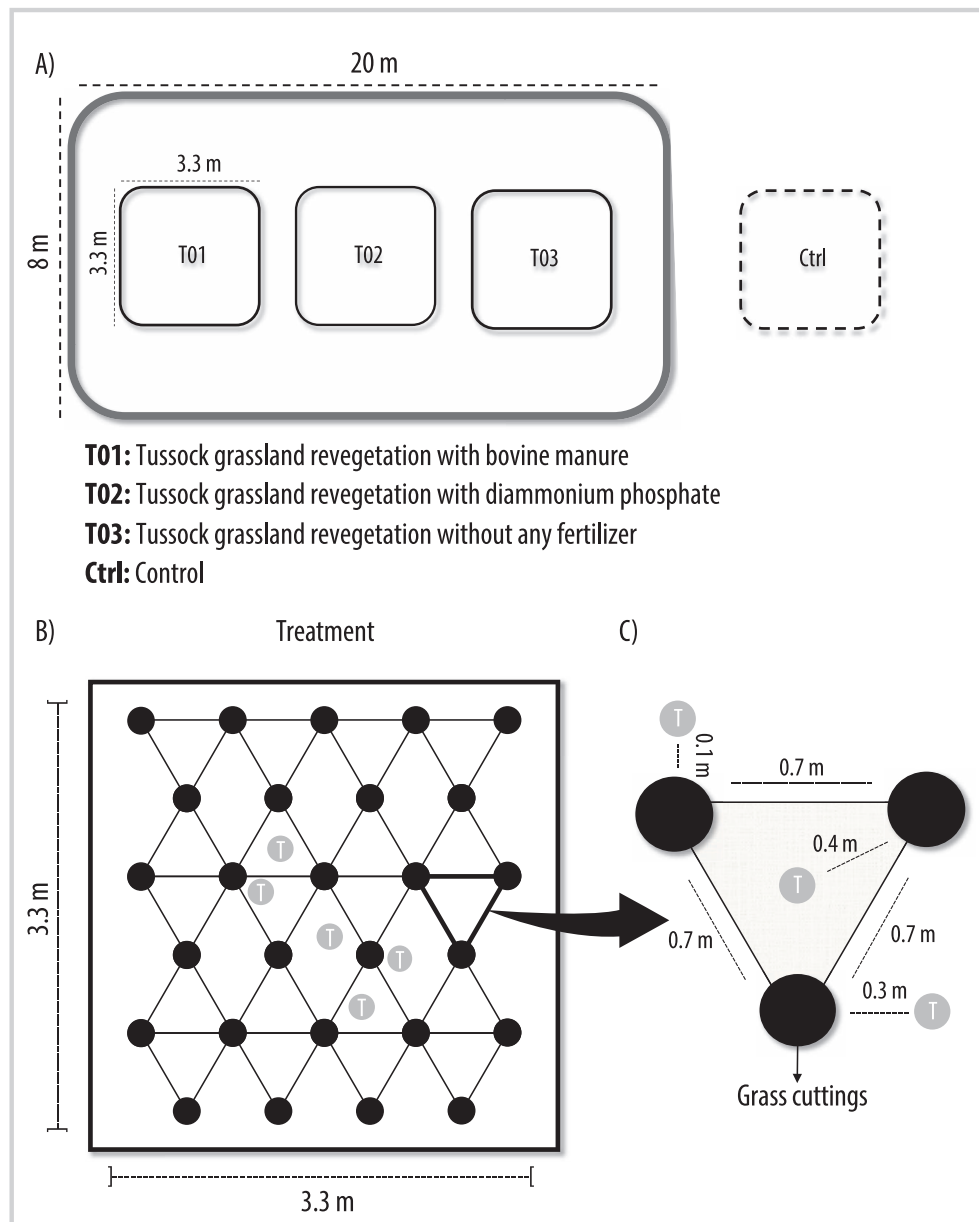 A)
20 m
8 m
3.3 m
3.3 m
T01
T02
T03
Ctrl
T01: Tussock grassland revegetation with bovine manure
T02: Tussock grassland revegetation with diammonium phosphate
T03: Tussock grassland revegetation without any fertilizer
Ctrl: Control
B)
Treatment
3.3 m
T
T
T
T
T
3.3 m
C)
T
0.1 m
0.7 m
0.4 m
T
0.7 m
0.7 m
0.3 m
T
Grass cuttings